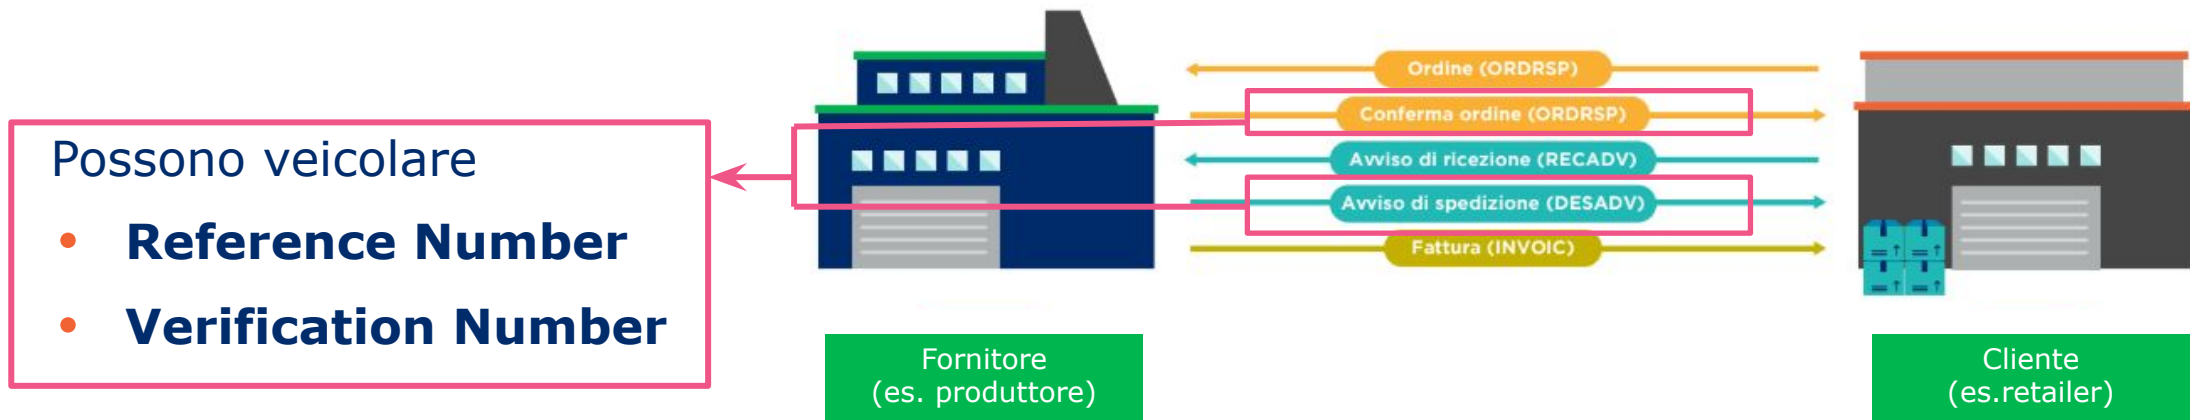 Possono veicolare
• Reference Number
• Verification Number
Ordine (ORDRSP)
Conferma ordine (ORDRSP)
Avviso di ricezione (RECADV)
Avviso di spedizione (DESADV)
Fattura (INVOIC)
Fornitore
(es. produttore)
Cliente
(es.retailer)